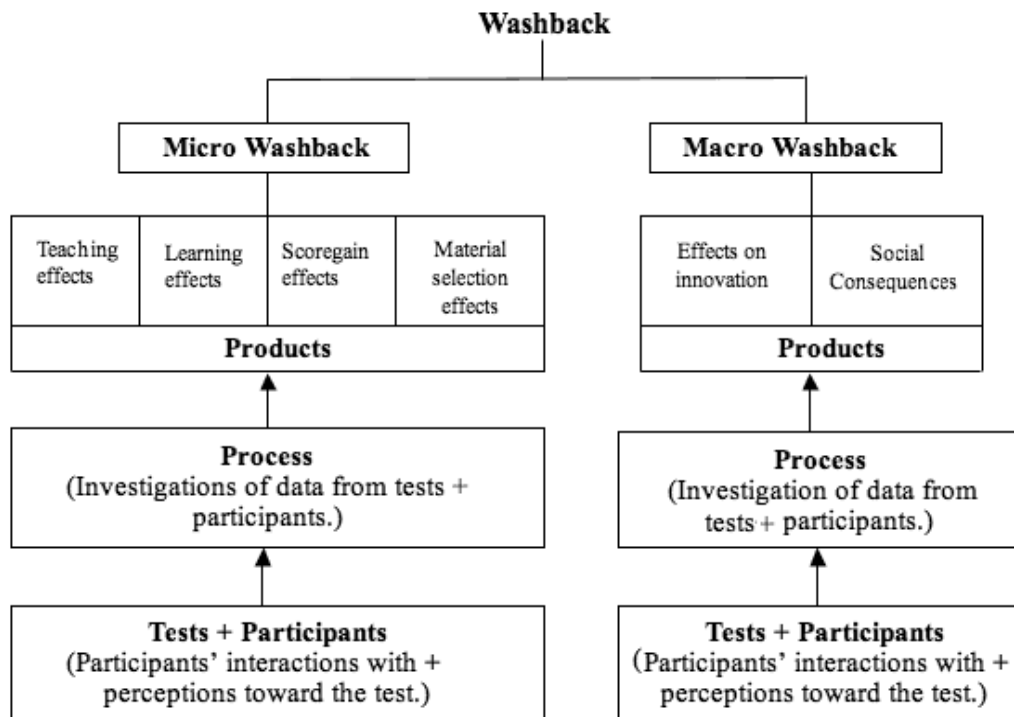 Washback
Micro Washback
Macro Washback
Teaching
effects
Learning
effects
Scoregain
effects
Material
selection
effects
Effects on
innovation
Social
Consequences
Products
Products
Process
(Investigations of data from tests +
participants.)
Process
(Investigation of data from
tests + participants.)
Tests + Participants
(Participants’ interactions with +
perceptions toward the test.)
Tests + Participants
(Participants’ interactions with +
perceptions toward the test.)